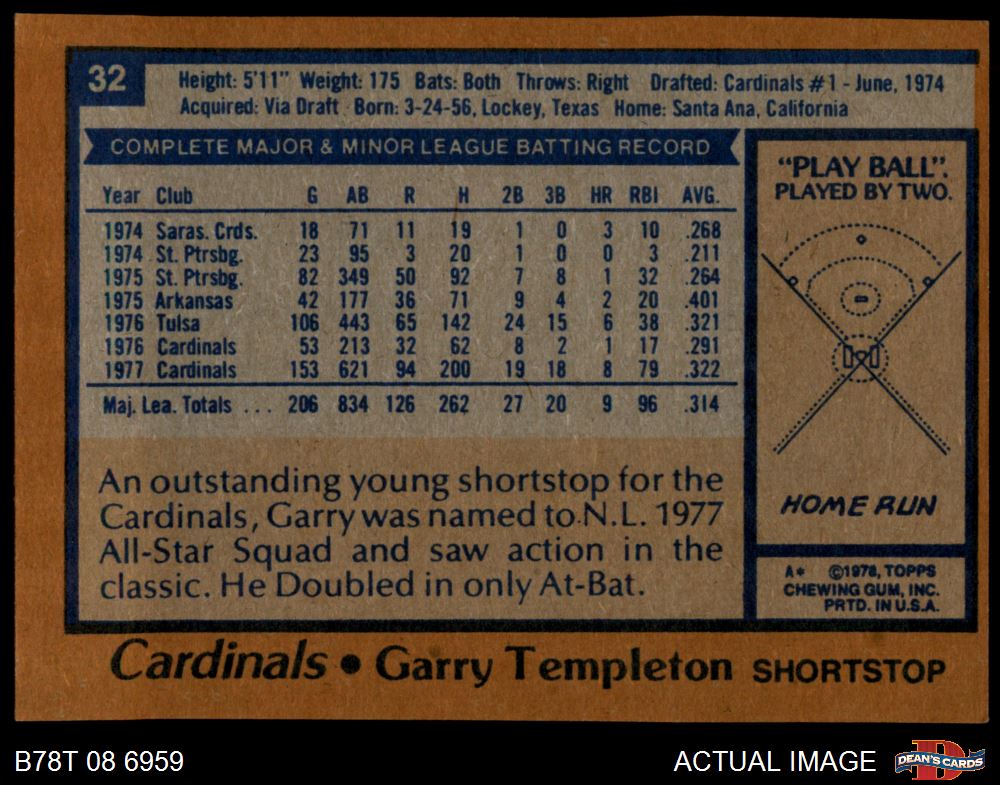 32
Height: 5'11" Weight: 175 Bats: Both Throws: Right Drafted: Cardinals #1 - June, 1974
Acquired: Via Draft Born: 3-24-56, Lockey, Texas Home: Santa Ana, California
COMPLETE MAJOR & MINOR LEAGUE BATTING RECORD
Year Club G AB R H 2B 3B HR RBI AVG.
1974 Saras. Crds. 18 71 11 19 1 0 3 10 .268
1974 St. Ptrsbg. 23 95 3 20 1 0 0 3 .211
1975 St. Ptrsbg. 82 349 50 92 7 8 1 32 .264
1975 Arkansas 42 177 36 71 9 4 2 20 .401
1976 Tulsa 106 443 65 142 24 15 6 38 .321
1976 Cardinals 53 213 32 62 8 2 1 17 .291
1977 Cardinals 153 621 94 200 19 18 8 79 .322
Maj. Lea. Totals ... 206 834 126 262 27 20 9 96 .314
An outstanding young shortstop for the
Cardinals, Garry was named to N.L. 1977
All-Star Squad and saw action in the
classic. He Doubled in only At-Bat.
"PLAY BALL".
PLAYED BY TWO.
HOME RUN
A* ©1978, TOPPS
CHEWING GUM, INC.
PRTD. IN U.S.A.
Cardinals • Garry Templeton SHORTSTOP
B78T 08 6959
ACTUAL IMAGE
D
DEAN'S CARDS